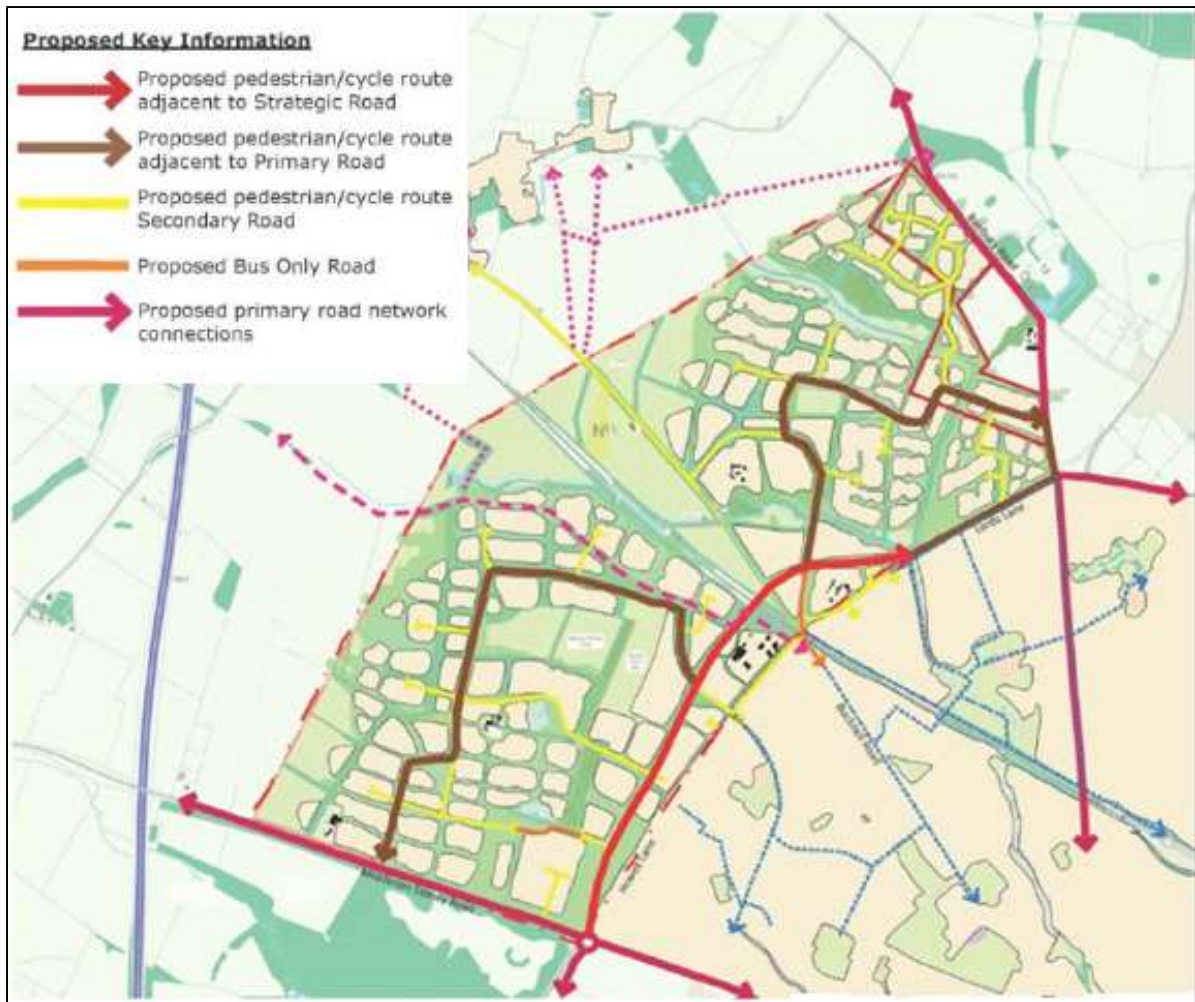 Proposed Key Information
Proposed pedestrian/cycle route
adjacent to Strategic Road
Proposed pedestrian/cycle route
adjacent to Primary Road
Proposed pedestrian/cycle route
Secondary Road
Proposed Bus Only Road
Proposed primary road network
connections
Lords Lane